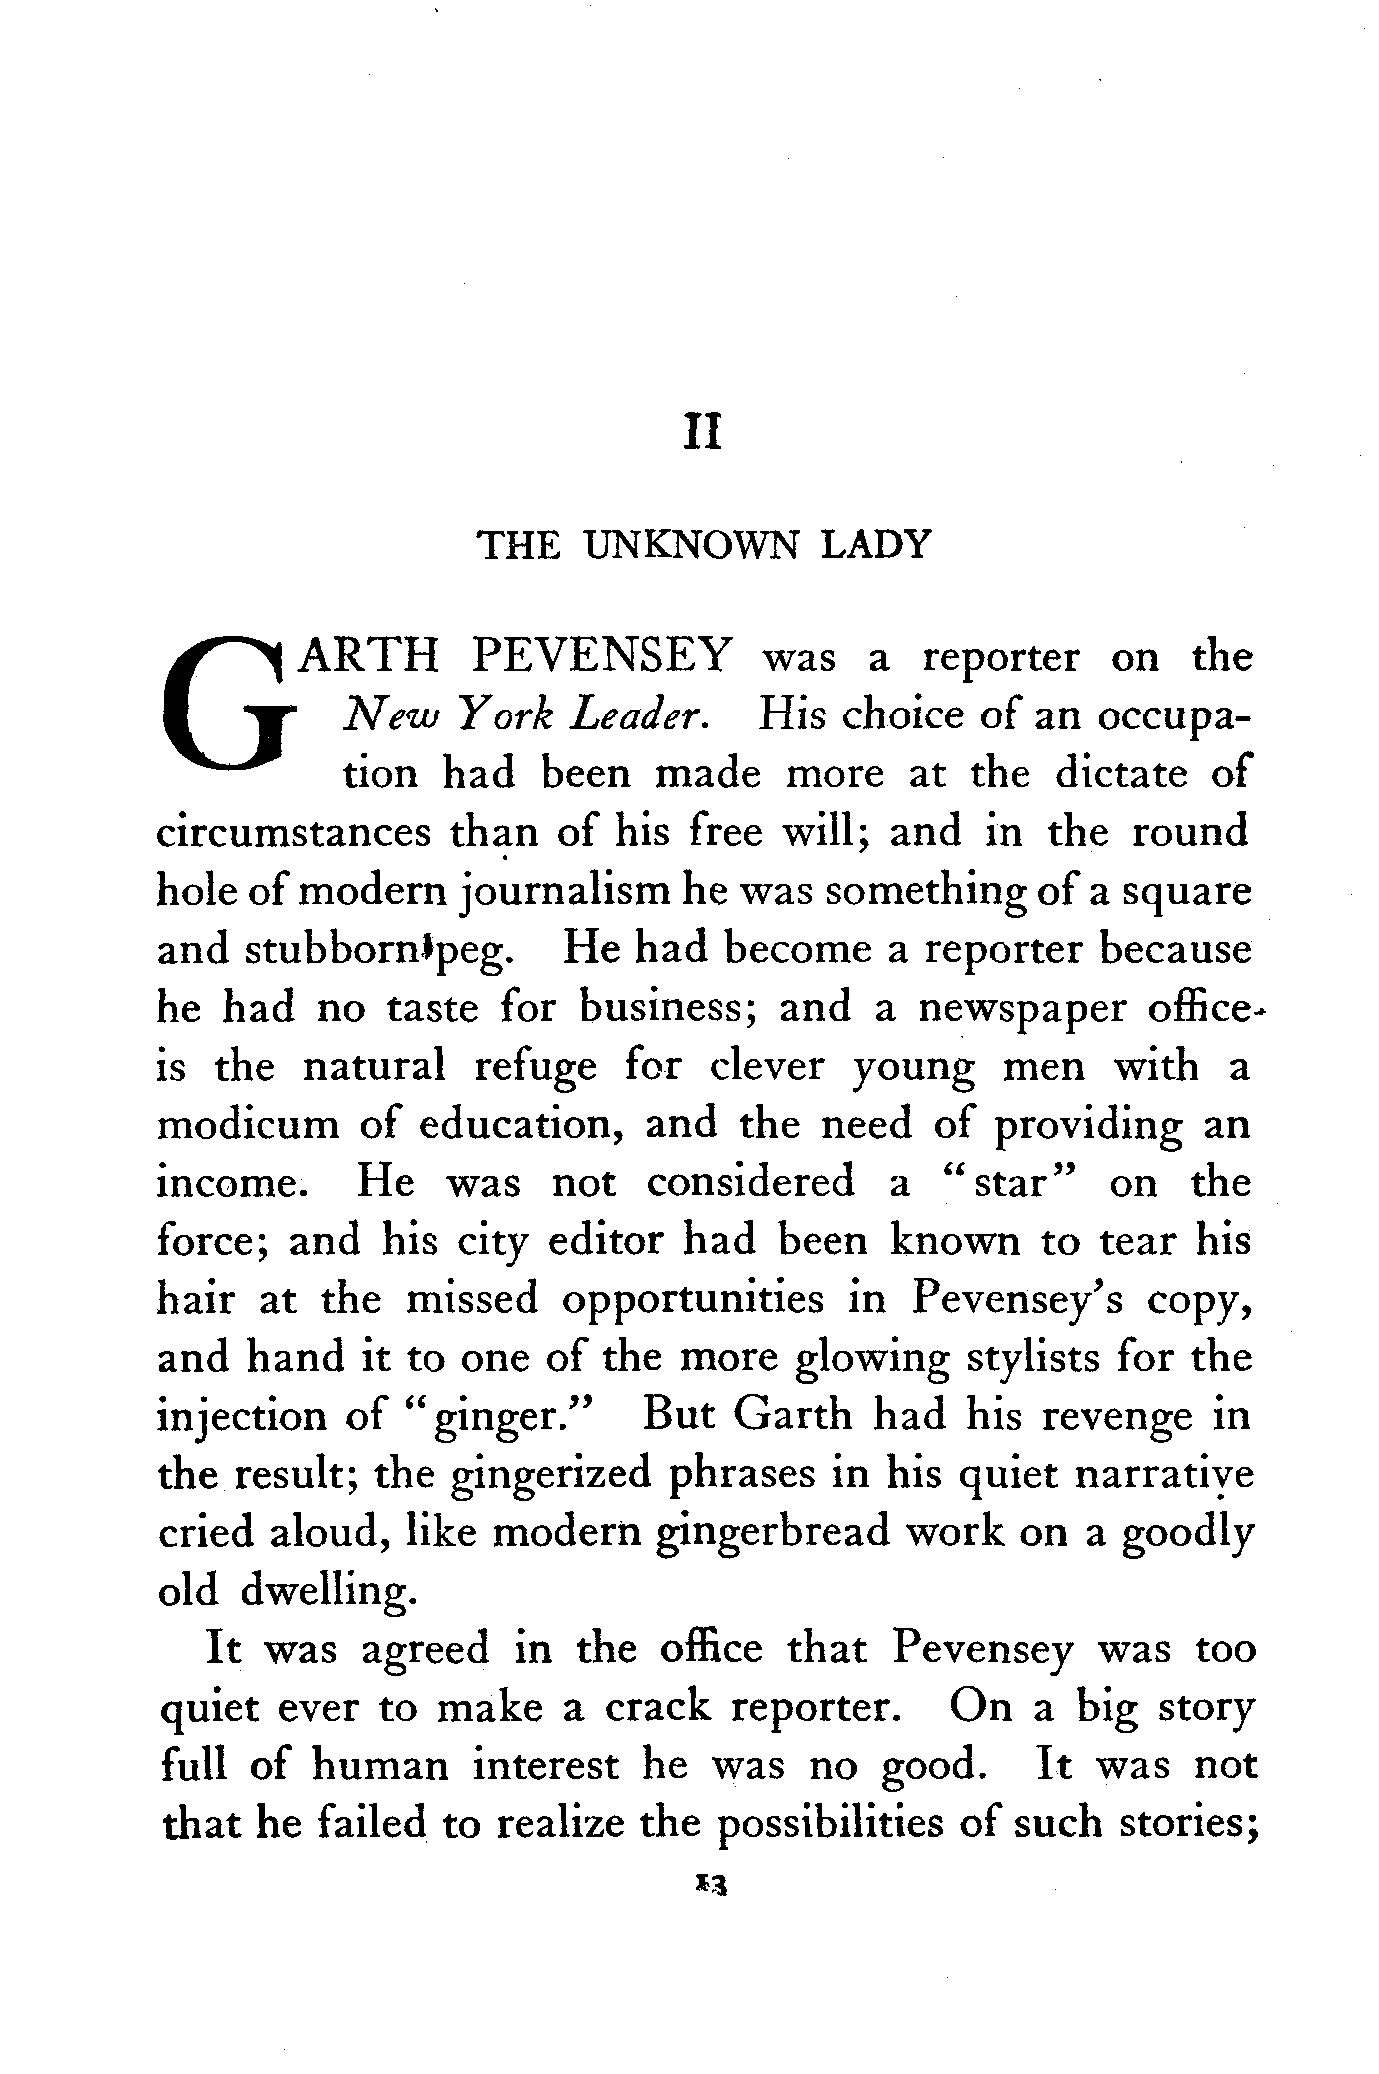 II
THE UNKNOWN LADY
GARTH PEVENSEY was a reporter on the
New York Leader. His choice of an occupa-
tion had been made more at the dictate of
circumstances than of his free will; and in the round
hole of modern journalism he was something of a square
and stubborn peg. He had become a reporter because
he had no taste for business; and a newspaper office
is the natural refuge for clever young men with a
modicum of education, and the need of providing an
income. He was not considered a "star" on the
force; and his city editor had been known to tear his
hair at the missed opportunities in Pevensey's copy,
and hand it to one of the more glowing stylists for the
injection of "ginger." But Garth had his revenge in
the result; the gingerized phrases in his quiet narrative
cried aloud, like modern gingerbread work on a goodly
old dwelling.
It was agreed in the office that Pevensey was too
quiet ever to make a crack reporter. On a big story
full of human interest he was no good. It was not
that he failed to realize the possibilities of such stories;
13